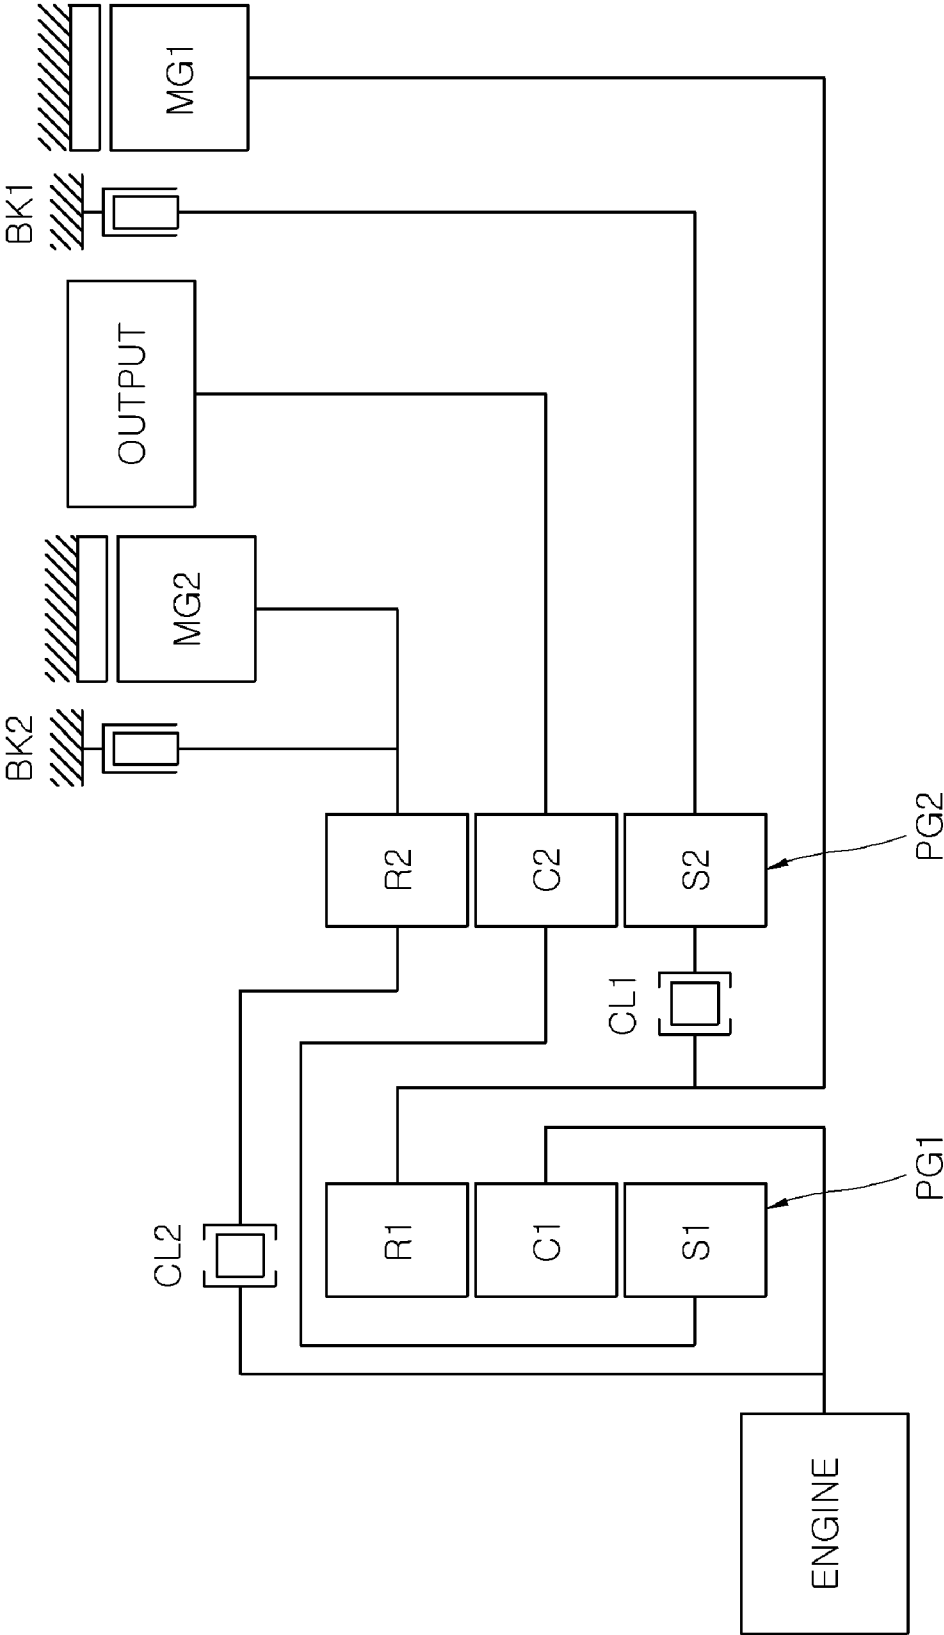 BK2
MG2
OUTPUT
BK1
MG1
CL2
R1
R2
C1
C2
CL1
S1
S2
ENGINE
PG1
PG2